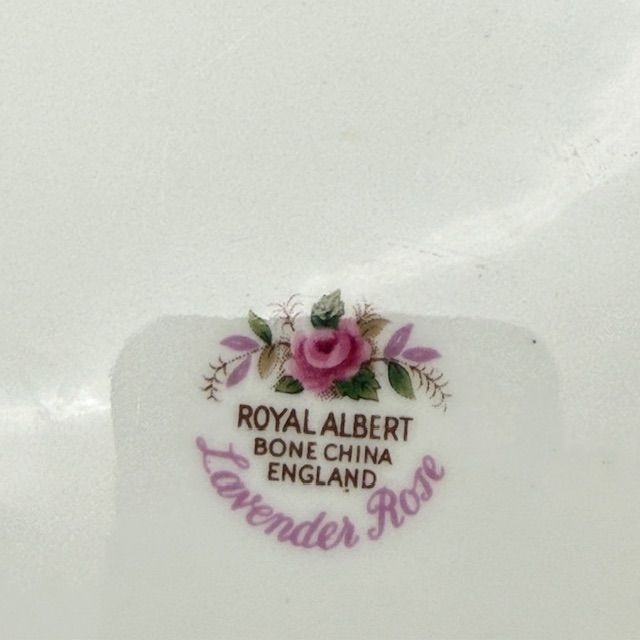 ROYAL ALBERT
BONE CHINA
ENGLAND
Lavender Rose